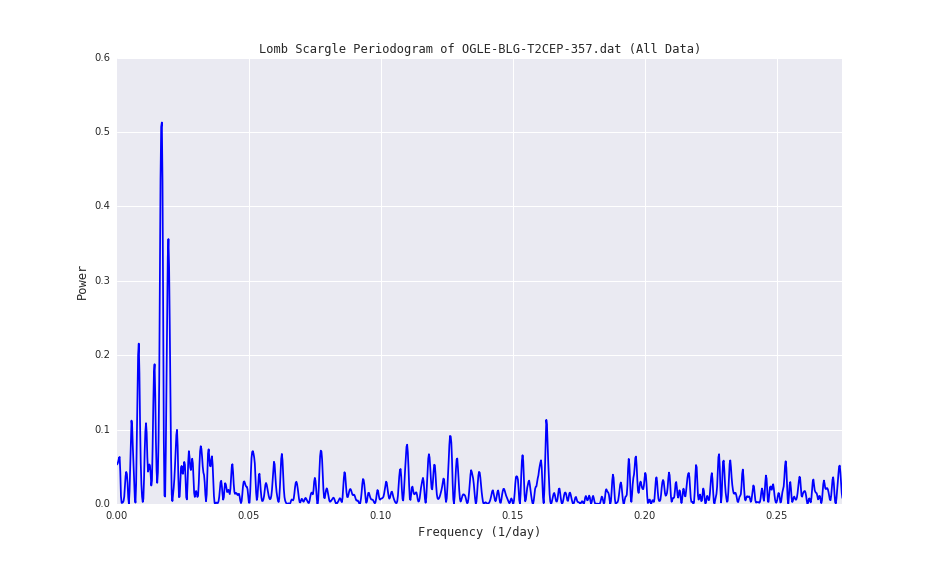 Lomb Scargle Periodogram of OGLE-BLG-T2CEP-357.dat (All Data)
0.6
0.5
0.4
0.3
0.2
0.1
0.0
Power
0.00 0.05 0.10 0.15 0.20 0.25
Frequency (1/day)